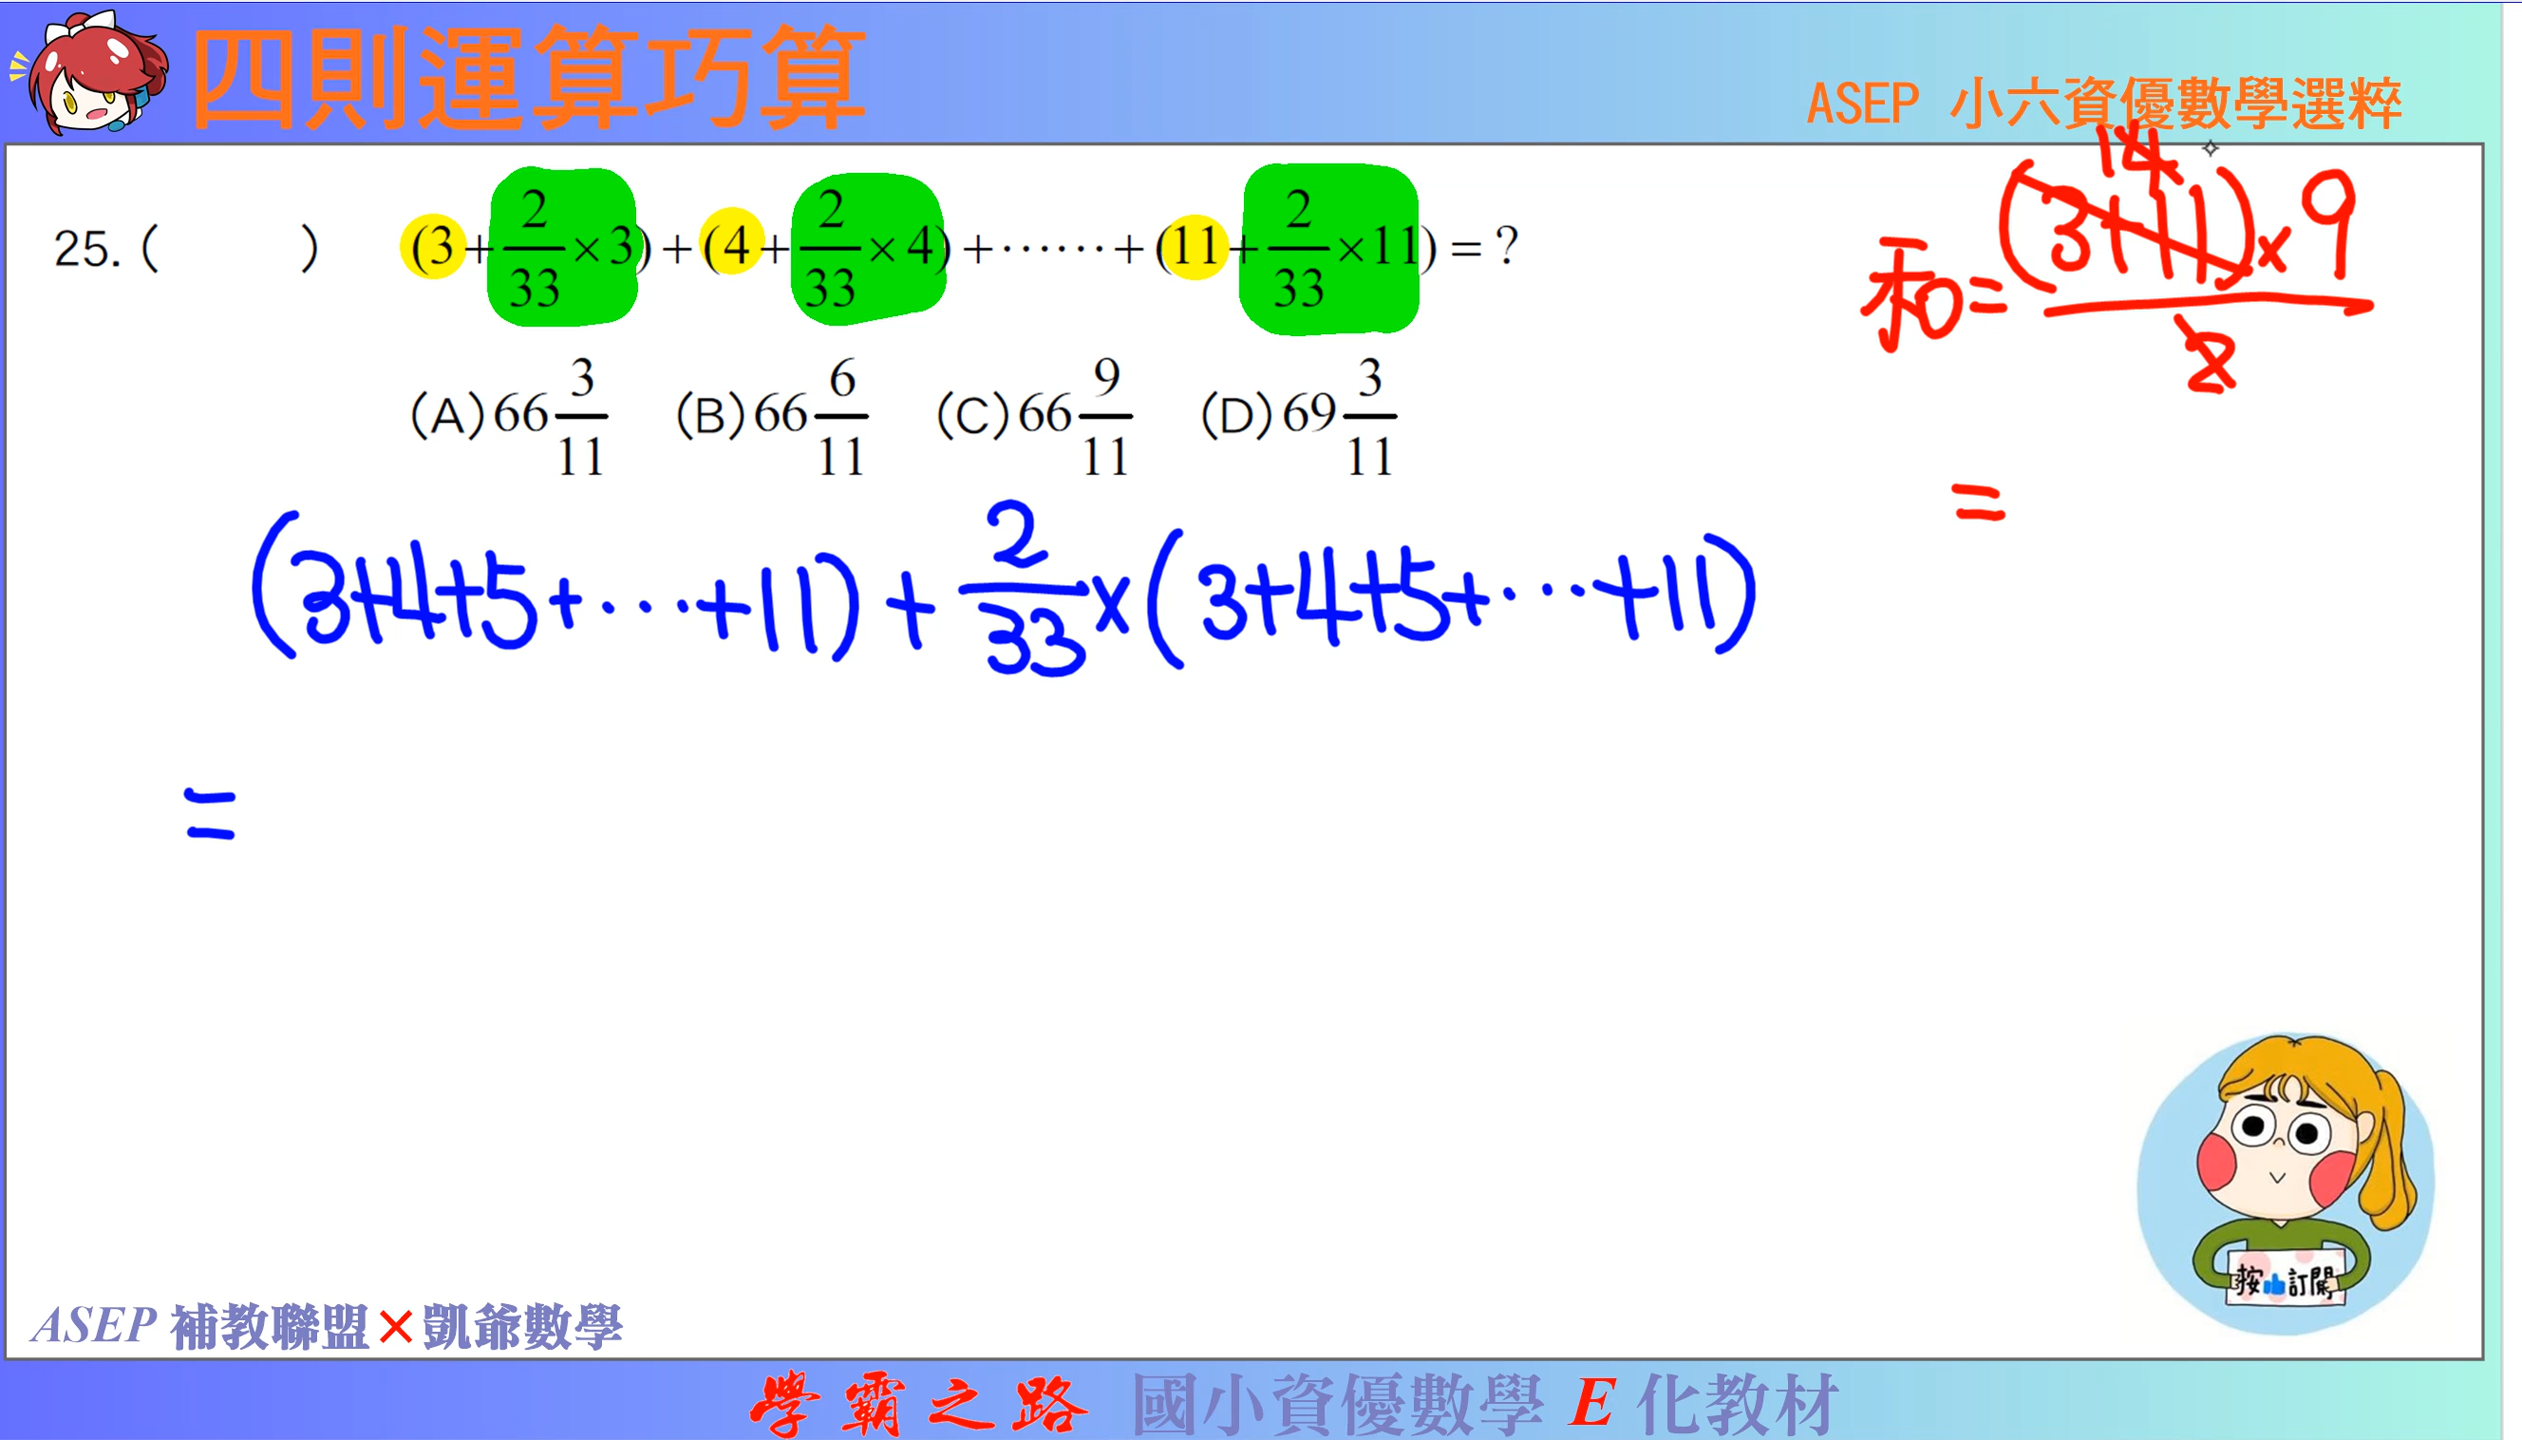 四則運算巧算
ASEP 小六資優數學選粹
25. ( ) (3+2/33×3)+(4+2/33×4)+⋯⋯+(11+2/33×11)=?
(A)66 3/11 (B)66 6/11 (C)66 9/11 (D)69 3/11
14
和=(3+11)×9/2
=
(3+4+5+⋯+11)+2/33×(3+4+5+⋯+11)
=
按訂閱
ASEP 補教聯盟×凱爺數學
學霸之路 國小資優數學 E 化教材